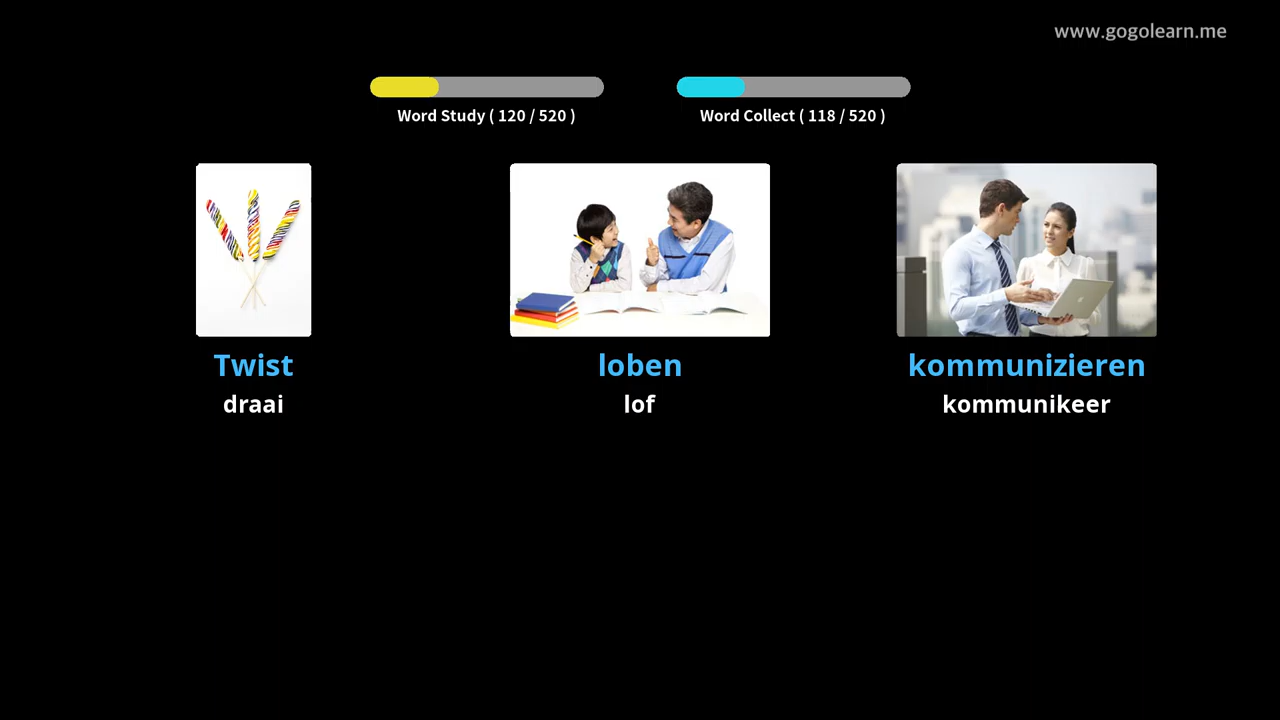 www.gogolearn.me
Word Study ( 120 / 520 )
Word Collect ( 118 / 520 )
Twist
draai
loben
lof
kommunizieren
kommunikeer